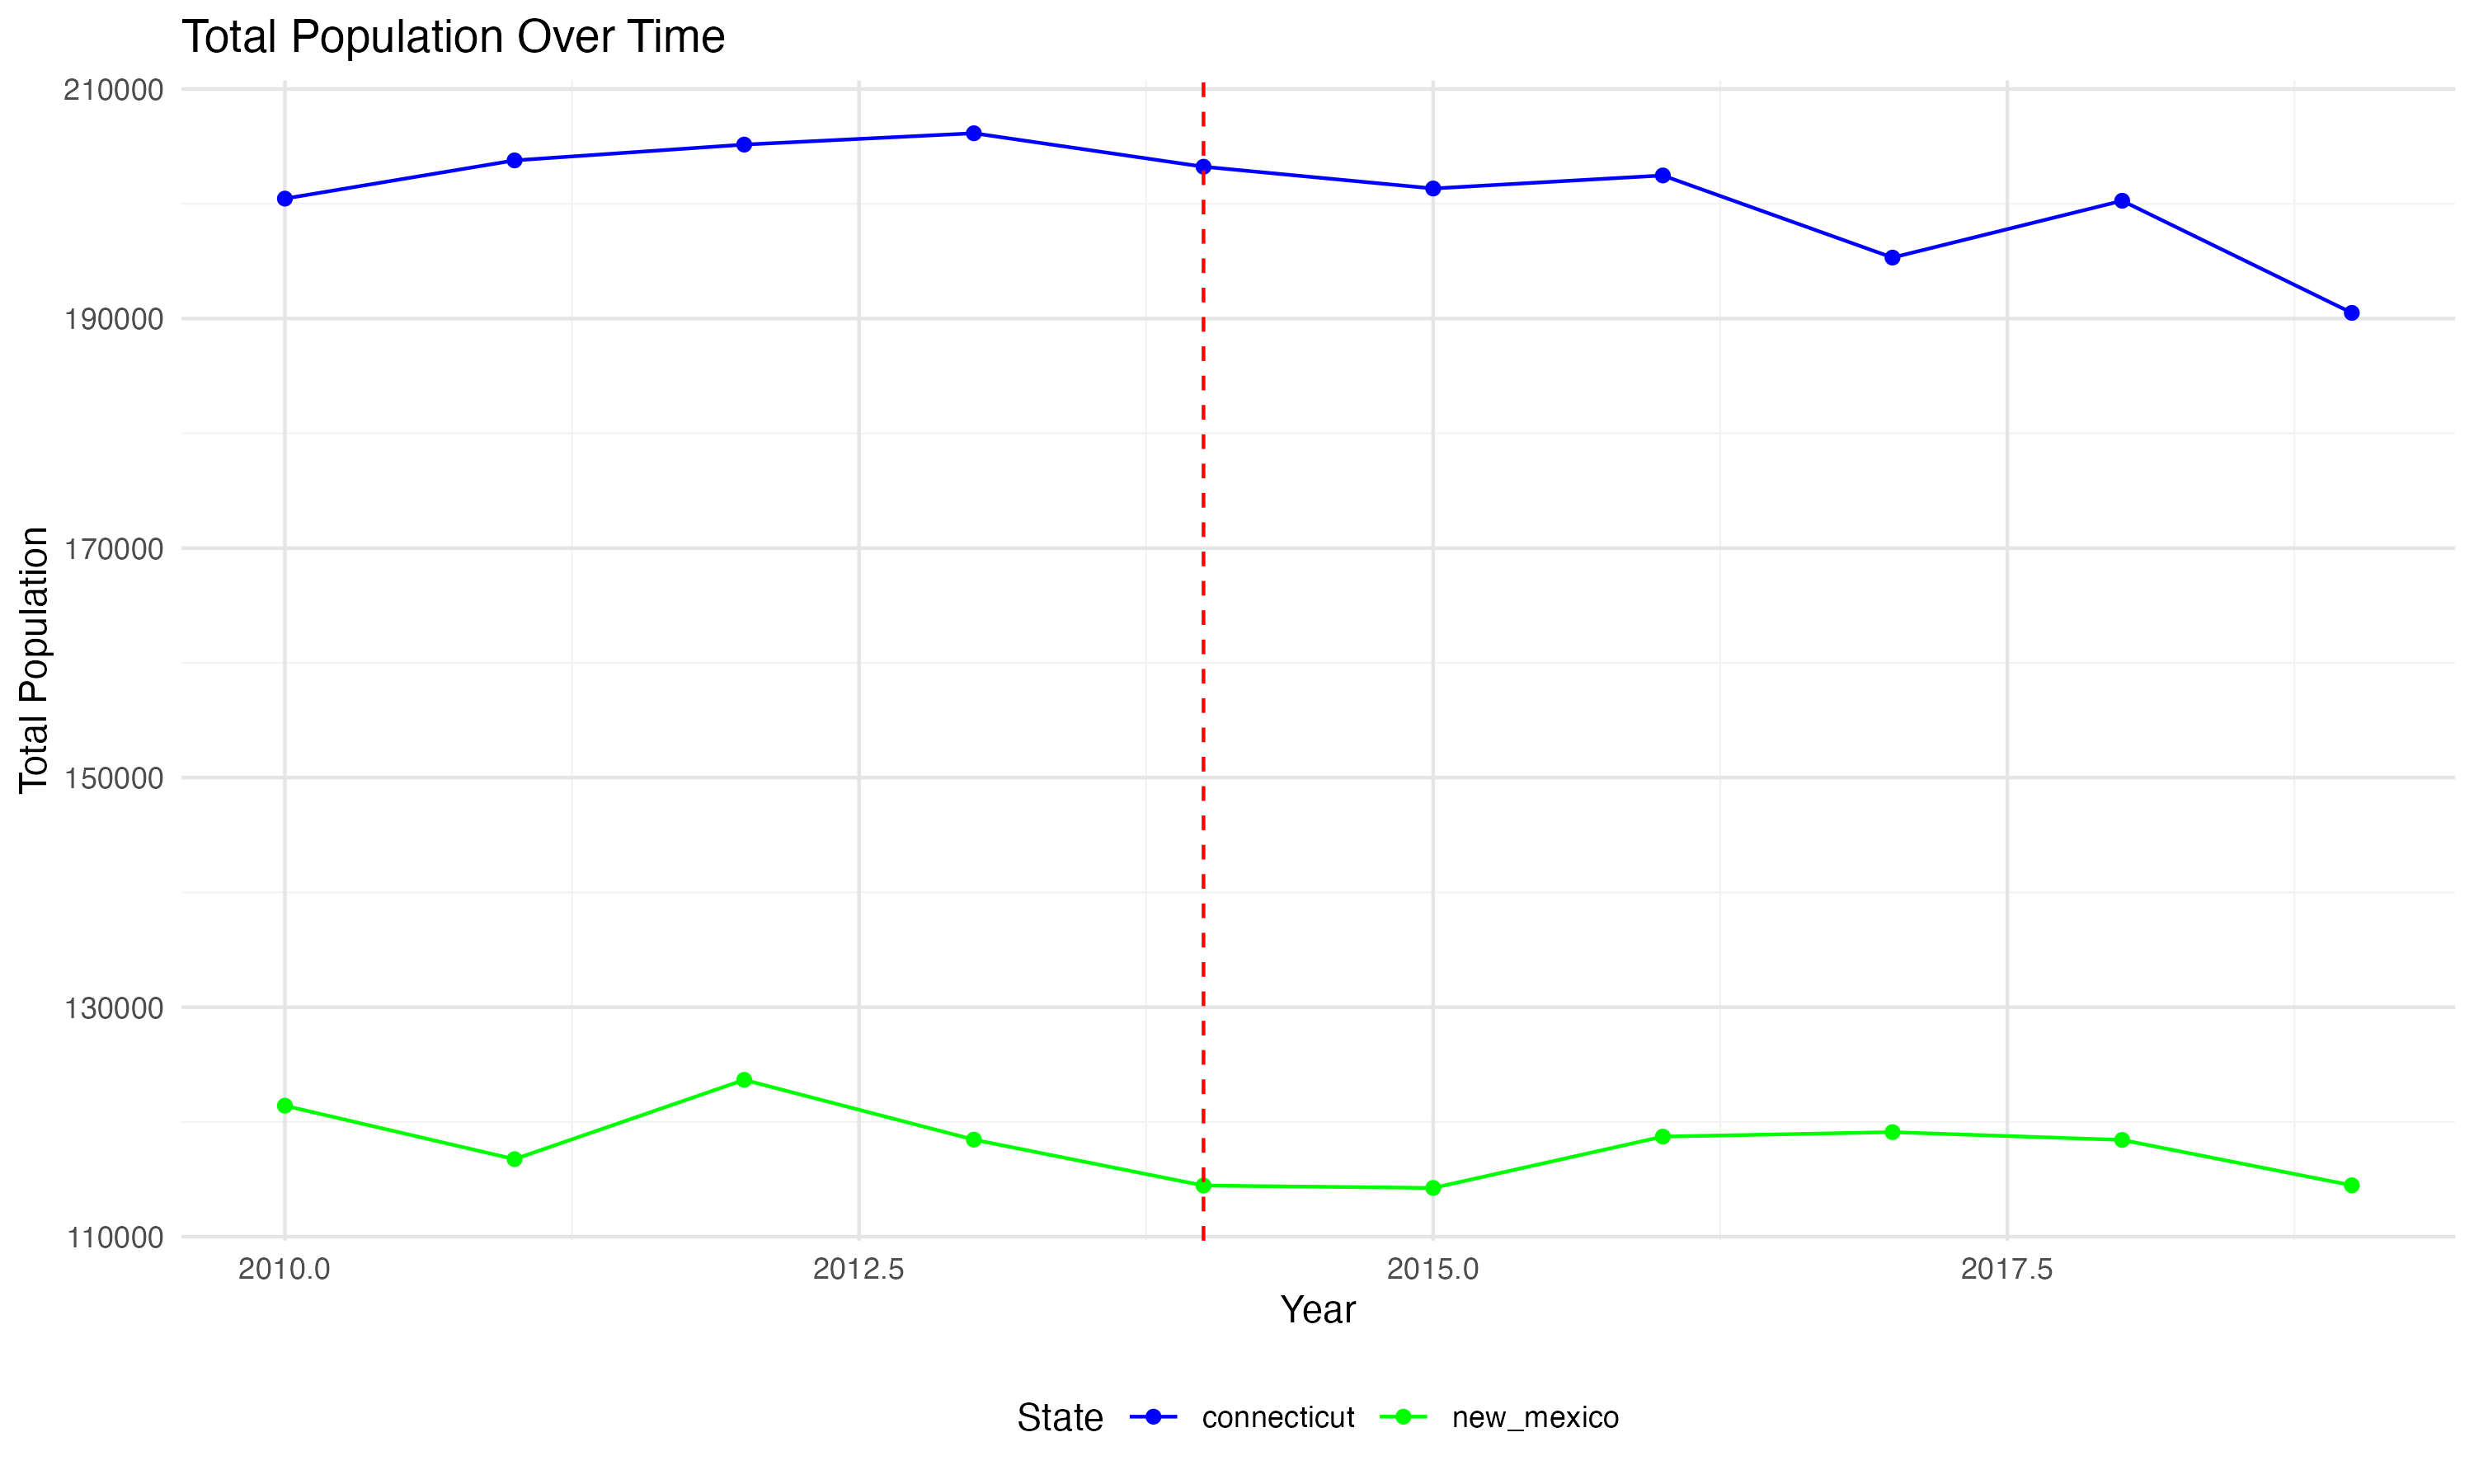 Total Population Over Time
Total Population
210000
190000
170000
150000
130000
110000
2010.0
2012.5
2015.0
2017.5
Year
State
connecticut
new_mexico